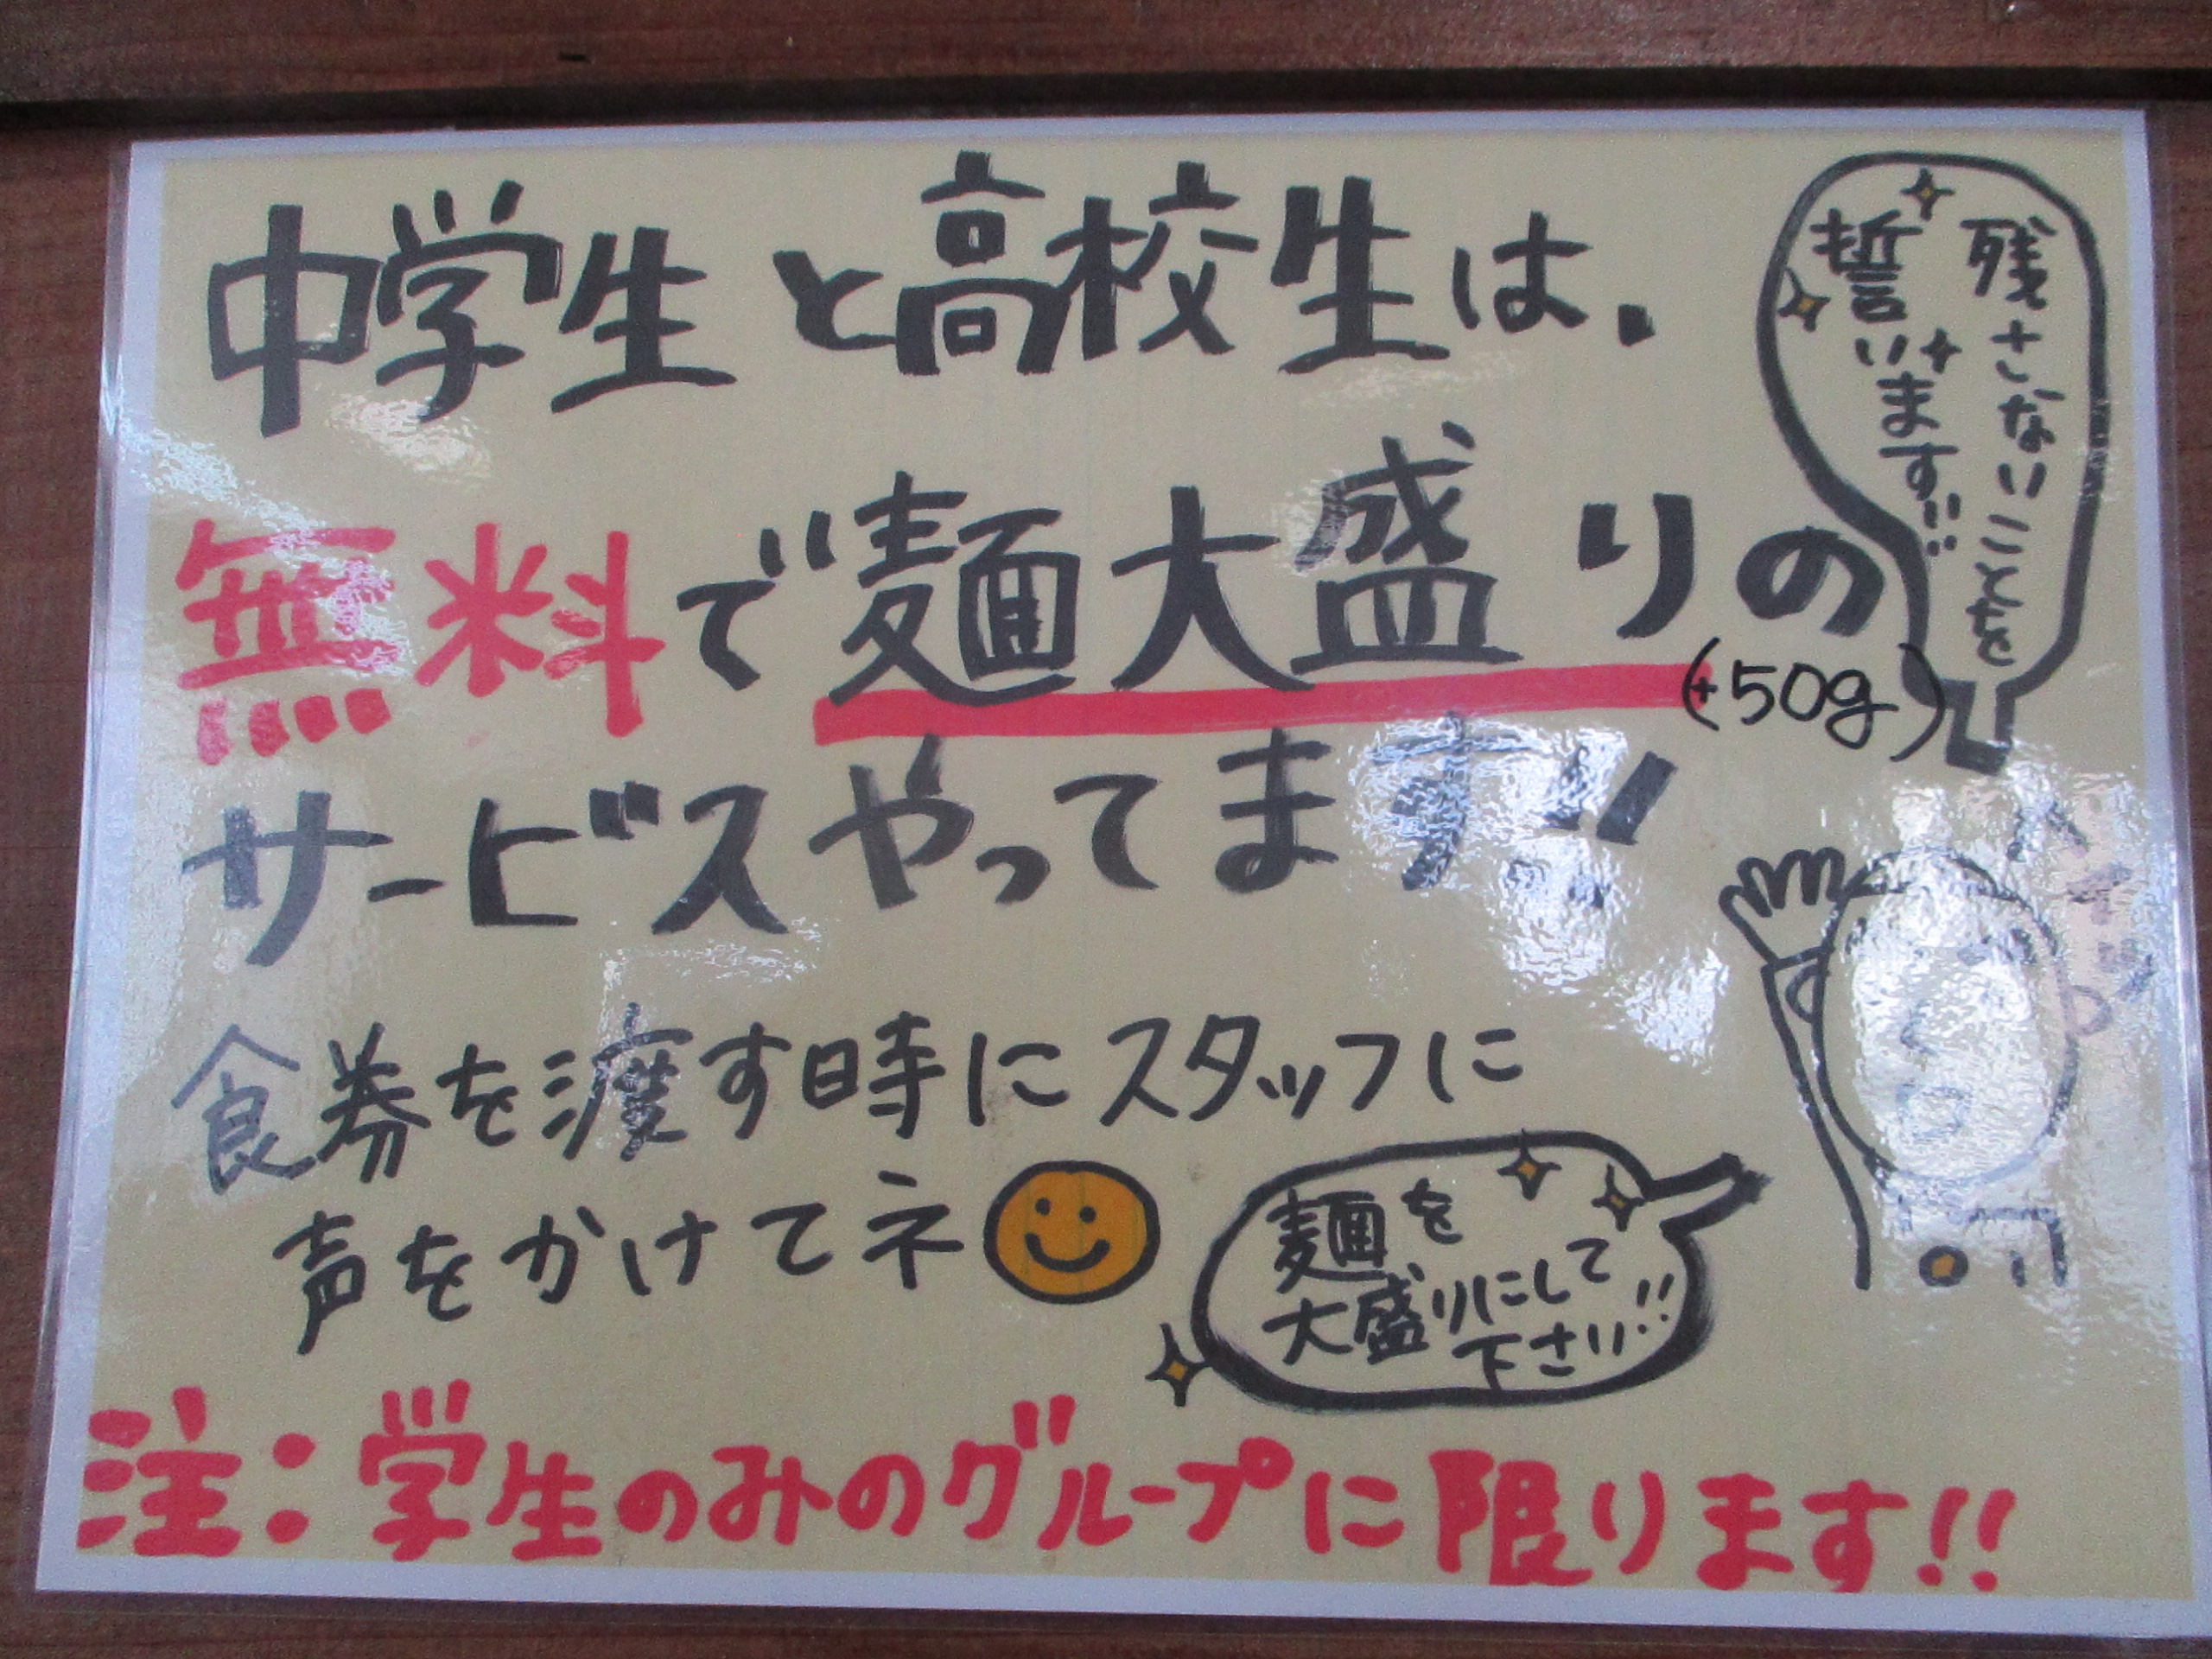 中学生と高校生は、
無料で麺大盛りの
(+50g)
サービスやってます!!
食券を渡す時にスタッフに
声をかけてネ
残さないことを
誓います!!
麺を
大盛りにして
下さい!!
注:学生のみのグループに限ります!!